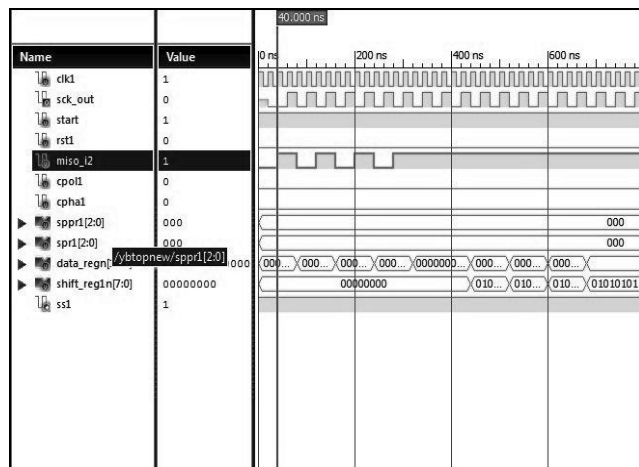 40.000 ns
Name Value
0 ns 200 ns 400 ns 600 ns
clk1 1
sck_out 0
start 1
rst1 0
miso_i2 1
cpol1 0
cpha1 0
sppr1[2:0] 000 000
spr1[2:0] 000 000
/ybtopnew/sppr1[2:0]
data_regn[ 0000 000... 000... 000... 000... 0000000... 000... 000... 000...
shift_reg1n[7:0] 00000000 00000000 010... 010... 010... 01010101
ss1 1